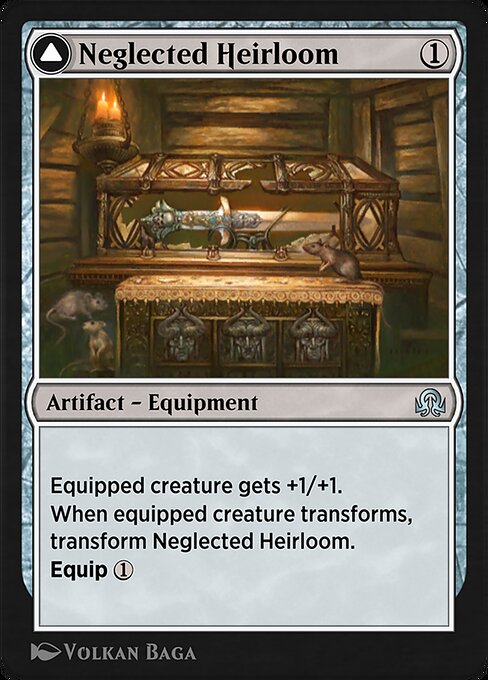 Neglected Heirloom 1
Artifact – Equipment
Equipped creature gets +1/+1.
When equipped creature transforms,
transform Neglected Heirloom.
Equip 1
Volkan Baga